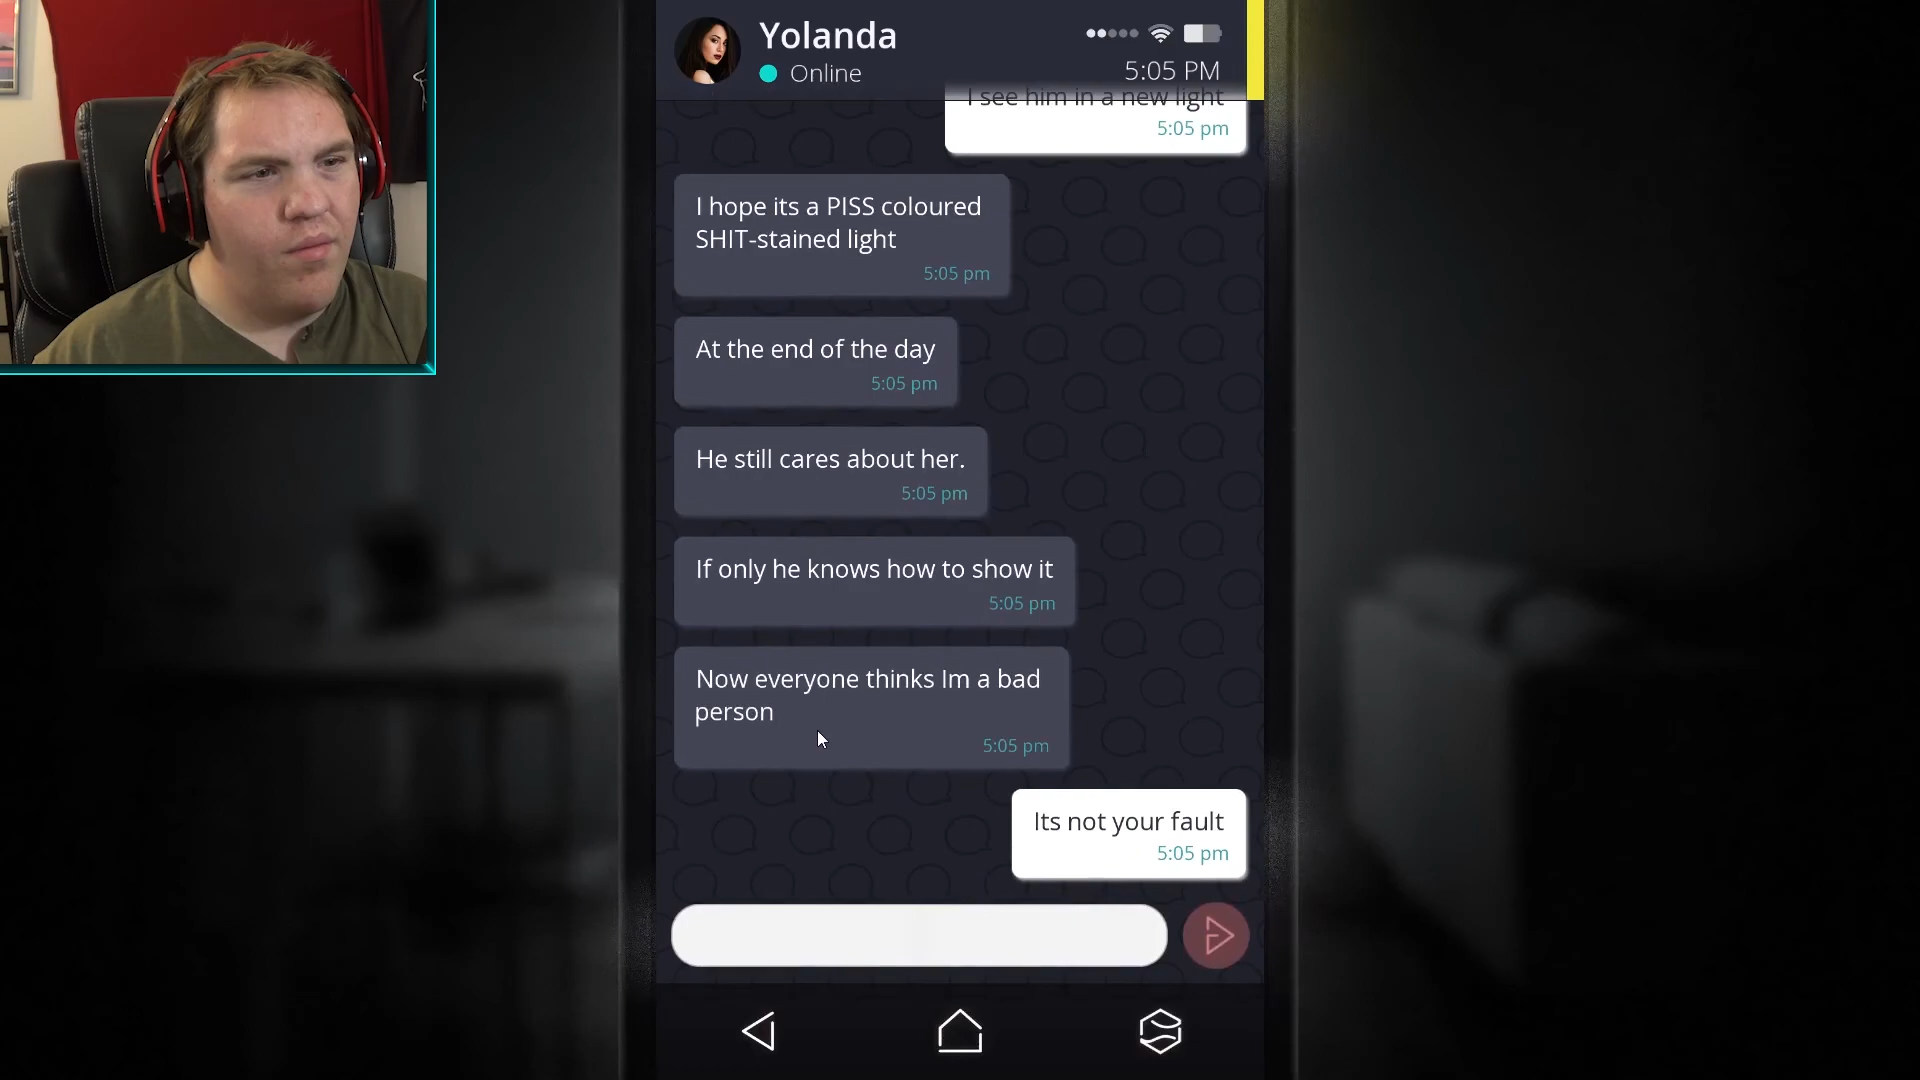 Yolanda
Online
5:05 PM
I see him in a new light
5:05 pm
I hope its a PISS coloured
SHIT-stained light
5:05 pm
At the end of the day
5:05 pm
He still cares about her.
5:05 pm
If only he knows how to show it
5:05 pm
Now everyone thinks Im a bad
person
5:05 pm
Its not your fault
5:05 pm